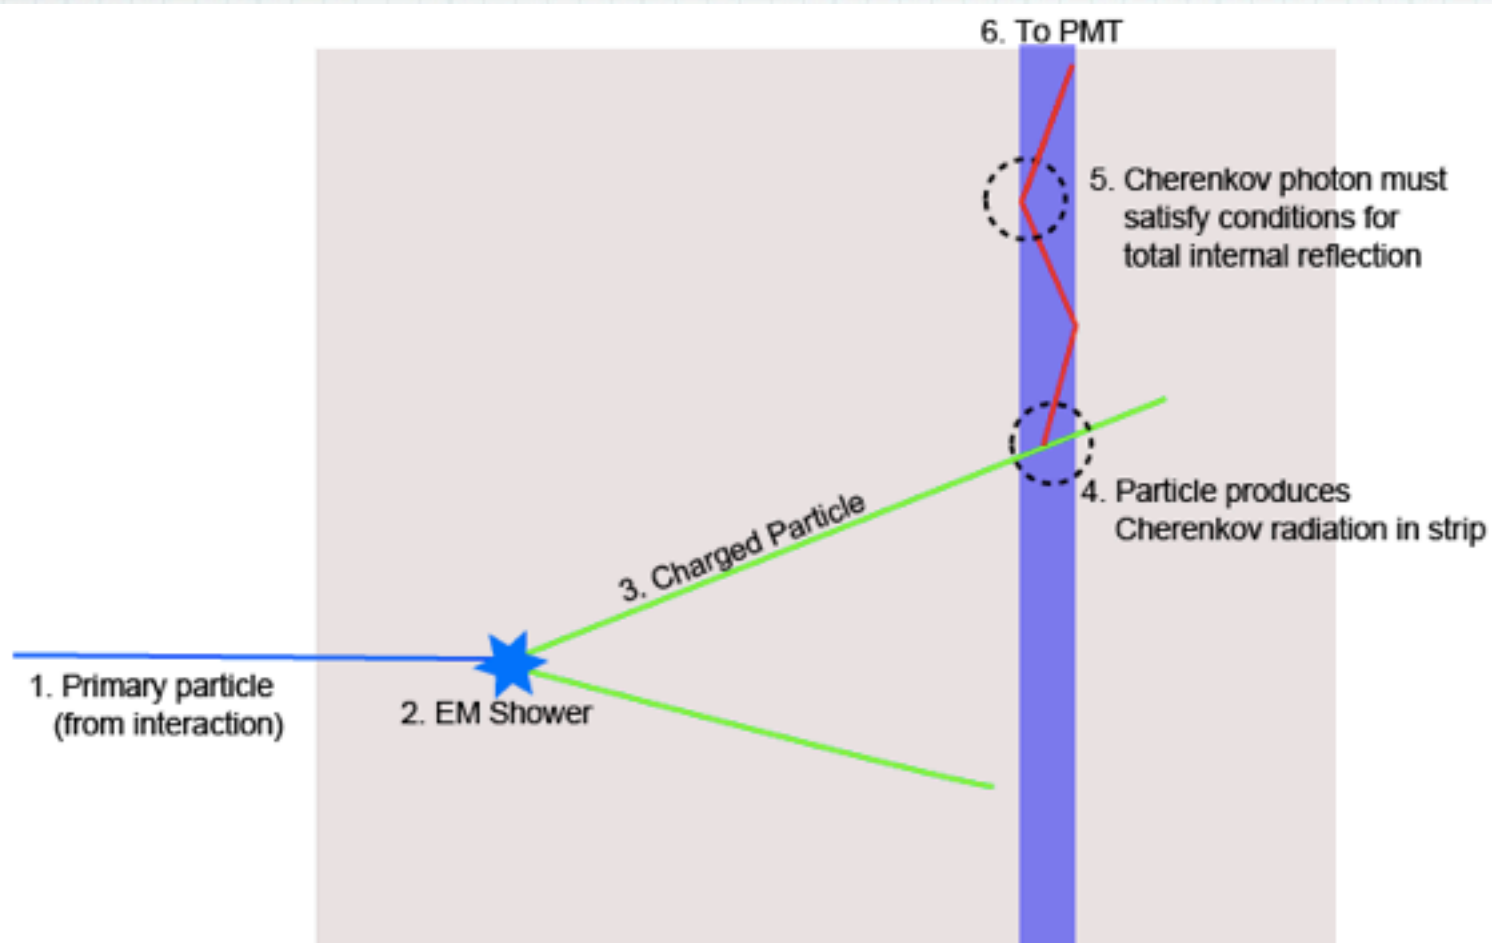 6. To PMT
5. Cherenkov photon must
satisfy conditions for
total internal reflection
3. Charged Particle
4. Particle produces
Cherenkov radiation in strip
1. Primary particle
(from interaction)
2. EM Shower